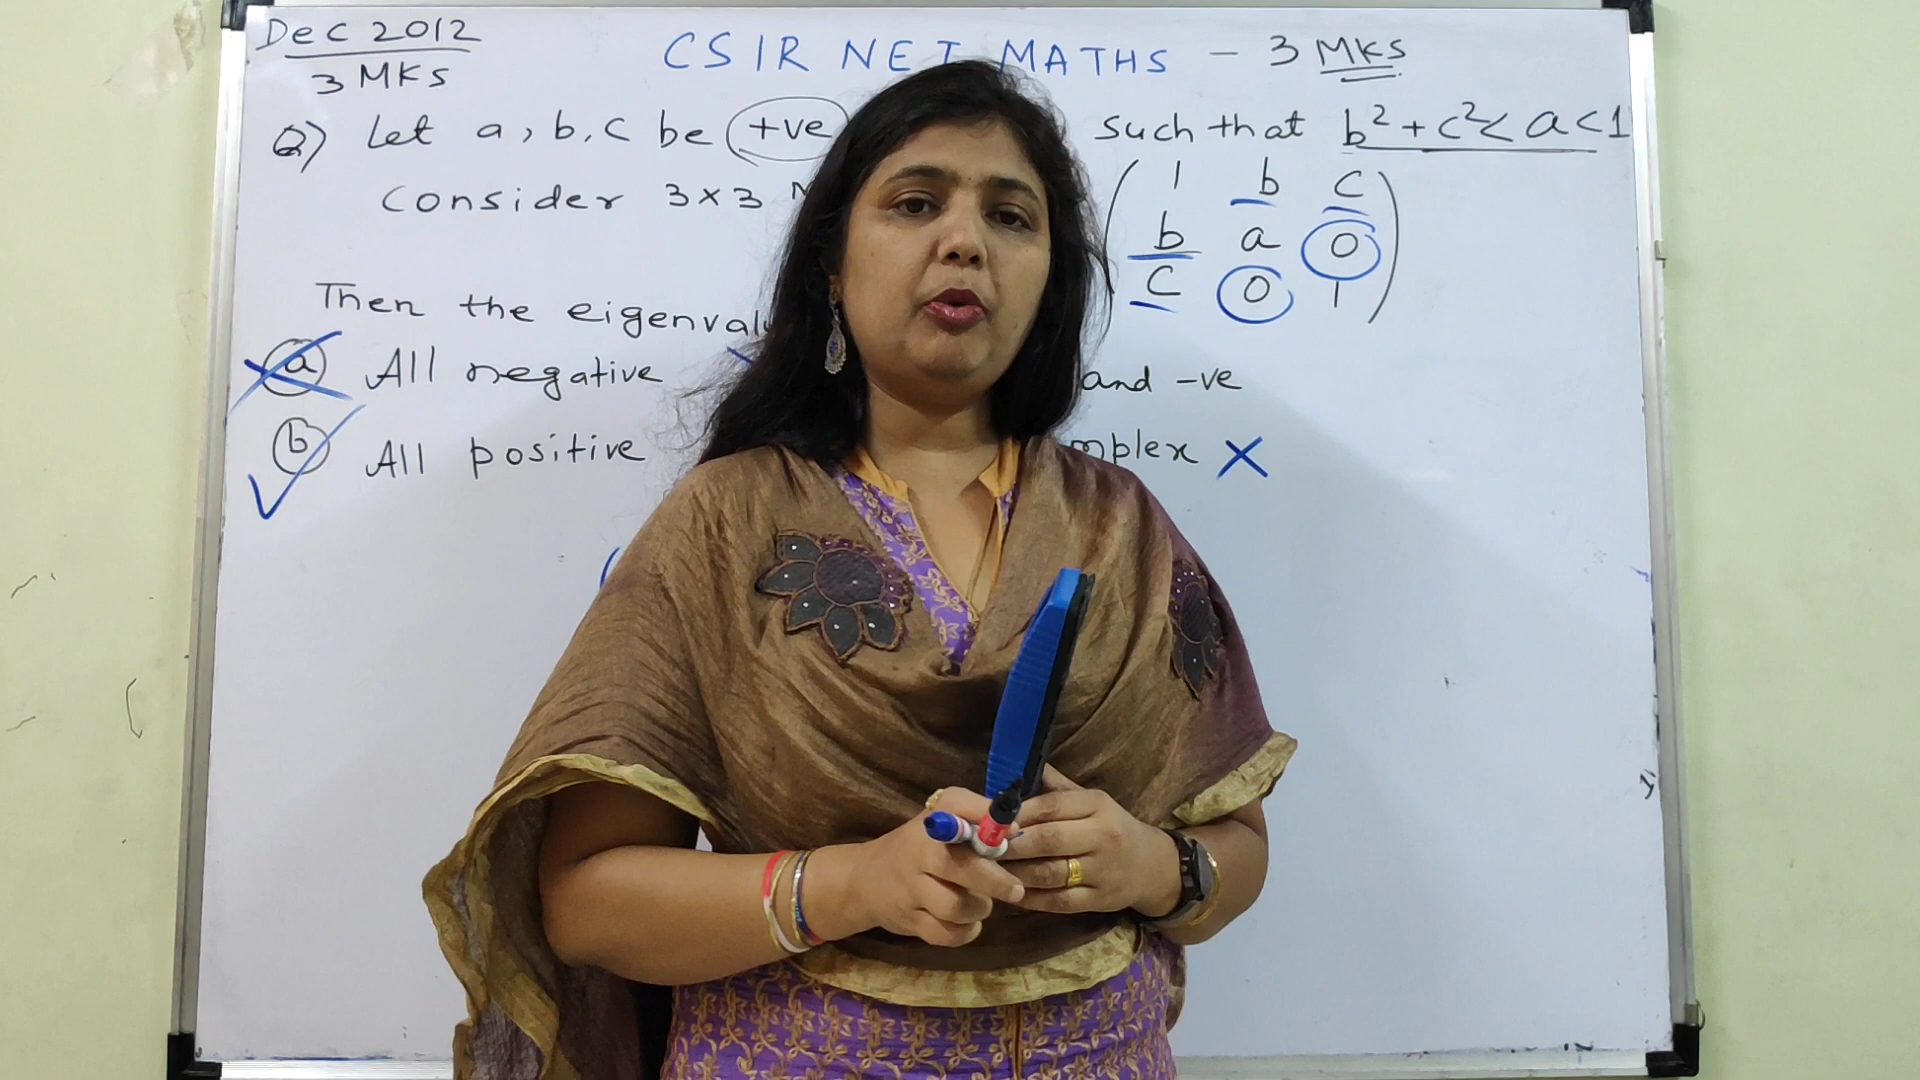 Dec 2012
3 MKS
CSIR NET MATHS - 3 MKS
Q) Let a, b, c be +ve such that b² + c² < a < 1
Consider 3×3
1 b c
b a 0
c 0 1
Then the
a All negative and -ve
b All positive